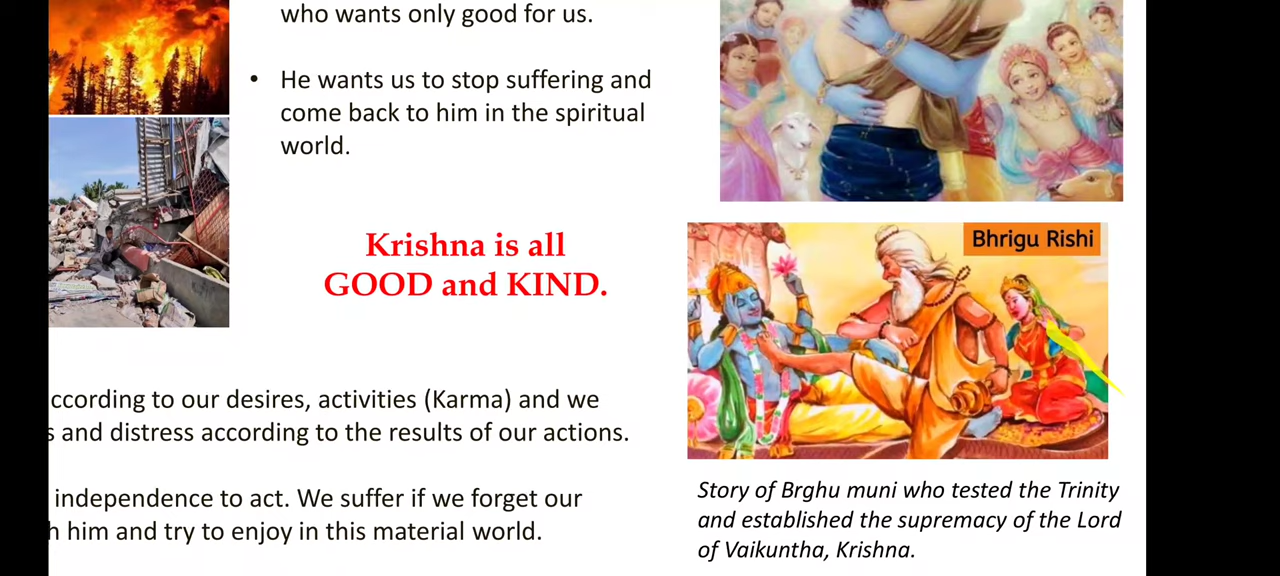 who wants only good for us.
• He wants us to stop suffering and
come back to him in the spiritual
world.
Krishna is all
GOOD and KIND.
Bhrigu Rishi
ccording to our desires, activities (Karma) and we
s and distress according to the results of our actions.
independence to act. We suffer if we forget our
h him and try to enjoy in this material world.
Story of Brghu muni who tested the Trinity
and established the supremacy of the Lord
of Vaikuntha, Krishna.